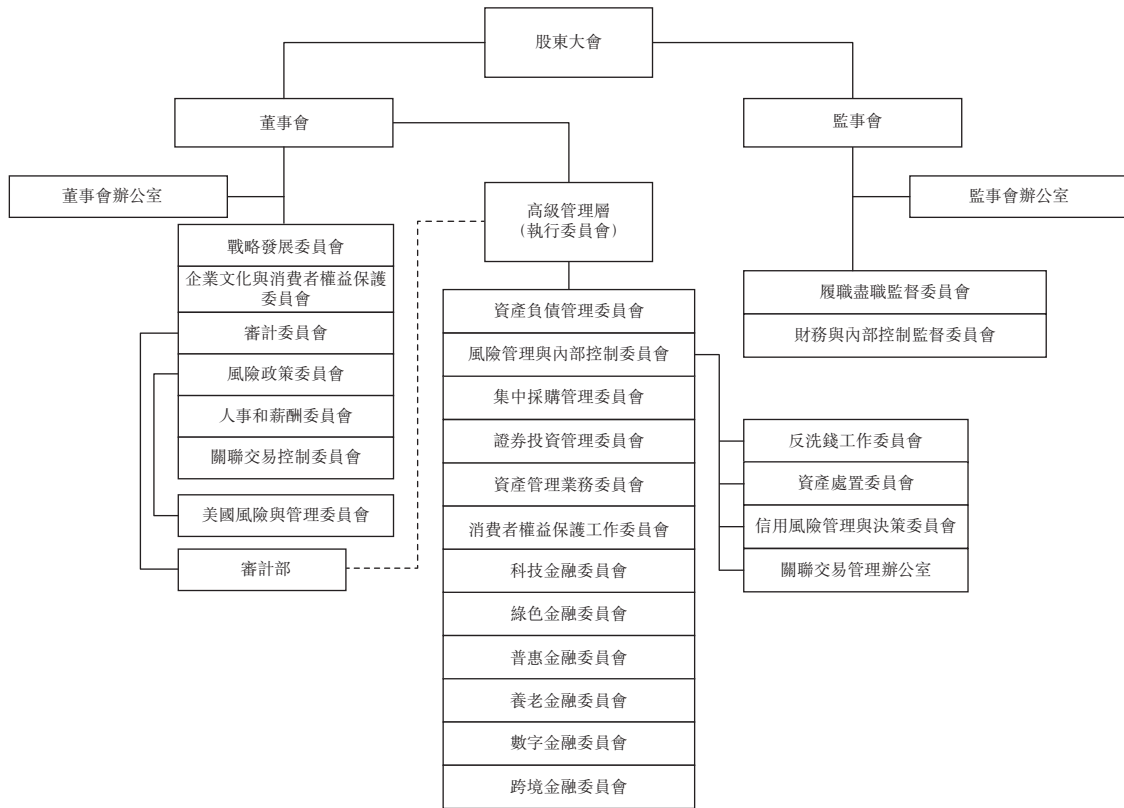 股東大會
董事會
監事會
董事會辦公室
監事會辦公室
高級管理層
(執行委員會)
戰略發展委員會
企業文化與消費者權益保護
委員會
審計委員會
風險政策委員會
人事和薪酬委員會
關聯交易控制委員會
美國風險與管理委員會
審計部
資產負債管理委員會
風險管理與內部控制委員會
集中採購管理委員會
證券投資管理委員會
資產管理業務委員會
消費者權益保護工作委員會
科技金融委員會
綠色金融委員會
普惠金融委員會
養老金融委員會
數字金融委員會
跨境金融委員會
履職盡職監督委員會
財務與內部控制監督委員會
反洗錢工作委員會
資產處置委員會
信用風險管理與決策委員會
關聯交易管理辦公室